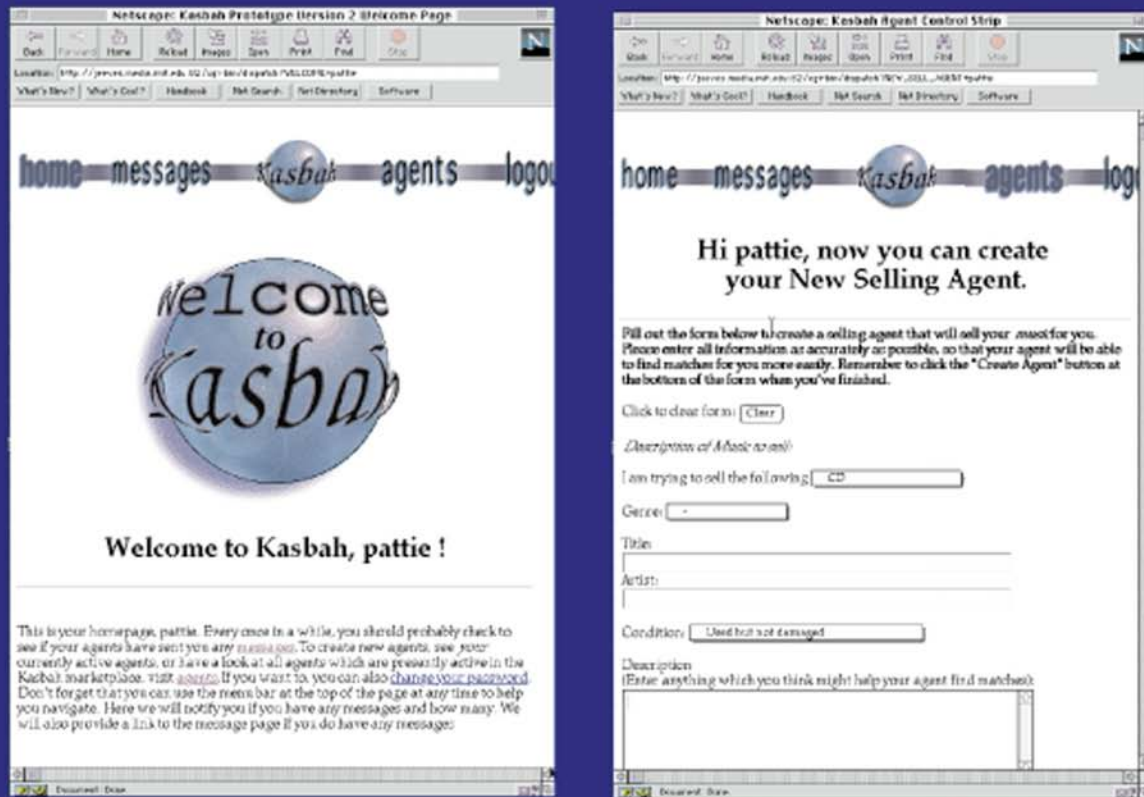 Netscape: Kasbah Prototype Version 2 Welcome Page
Back Forward Home Reload Images Open Print Find Stop
Location:
What's New? What's Cool? Handbook Net Search Net Directory Software
home messages Kasbah agents logou
Welcome
to
Kasbah
Welcome to Kasbah, pattie !
This is your homepage, pattie. Every once in a while, you should probably check to
see if your agents have sent you any messages. To create new agents, see your
currently active agents, or have a look at all agents which are presently active in the
Kasbah marketplace, visit agents. If you want to, you can also change your password.
Don't forget that you can use the menu bar at the top of the page at any time to help
you navigate. Here we will notify you if you have any messages and how many. We
will also provide a link to the message page if you do have any messages
Document: Done.
Netscape: Kasbah Agent Control Strip
Back Forward Home Reload Images Open Print Find Stop
Location:
What's New? What's Cool? Handbook Net Search Net Directory Software
home messages Kasbah agents log
Hi pattie, now you can create
your New Selling Agent.
Fill out the form below to create a selling agent that will sell your music for you.
Please enter all information as accurately as possible, so that your agent will be able
to find matches for you more easily. Remember to click the "Create Agent" button at
the bottom of the form when you've finished.
Click to clear form: Clear
Description of Music to sell:
I am trying to sell the following CD
Genre: -
Title:
Artist:
Condition: Used but not damaged
Description
(Enter anything which you think might help your agent find matches):
Document: Done.